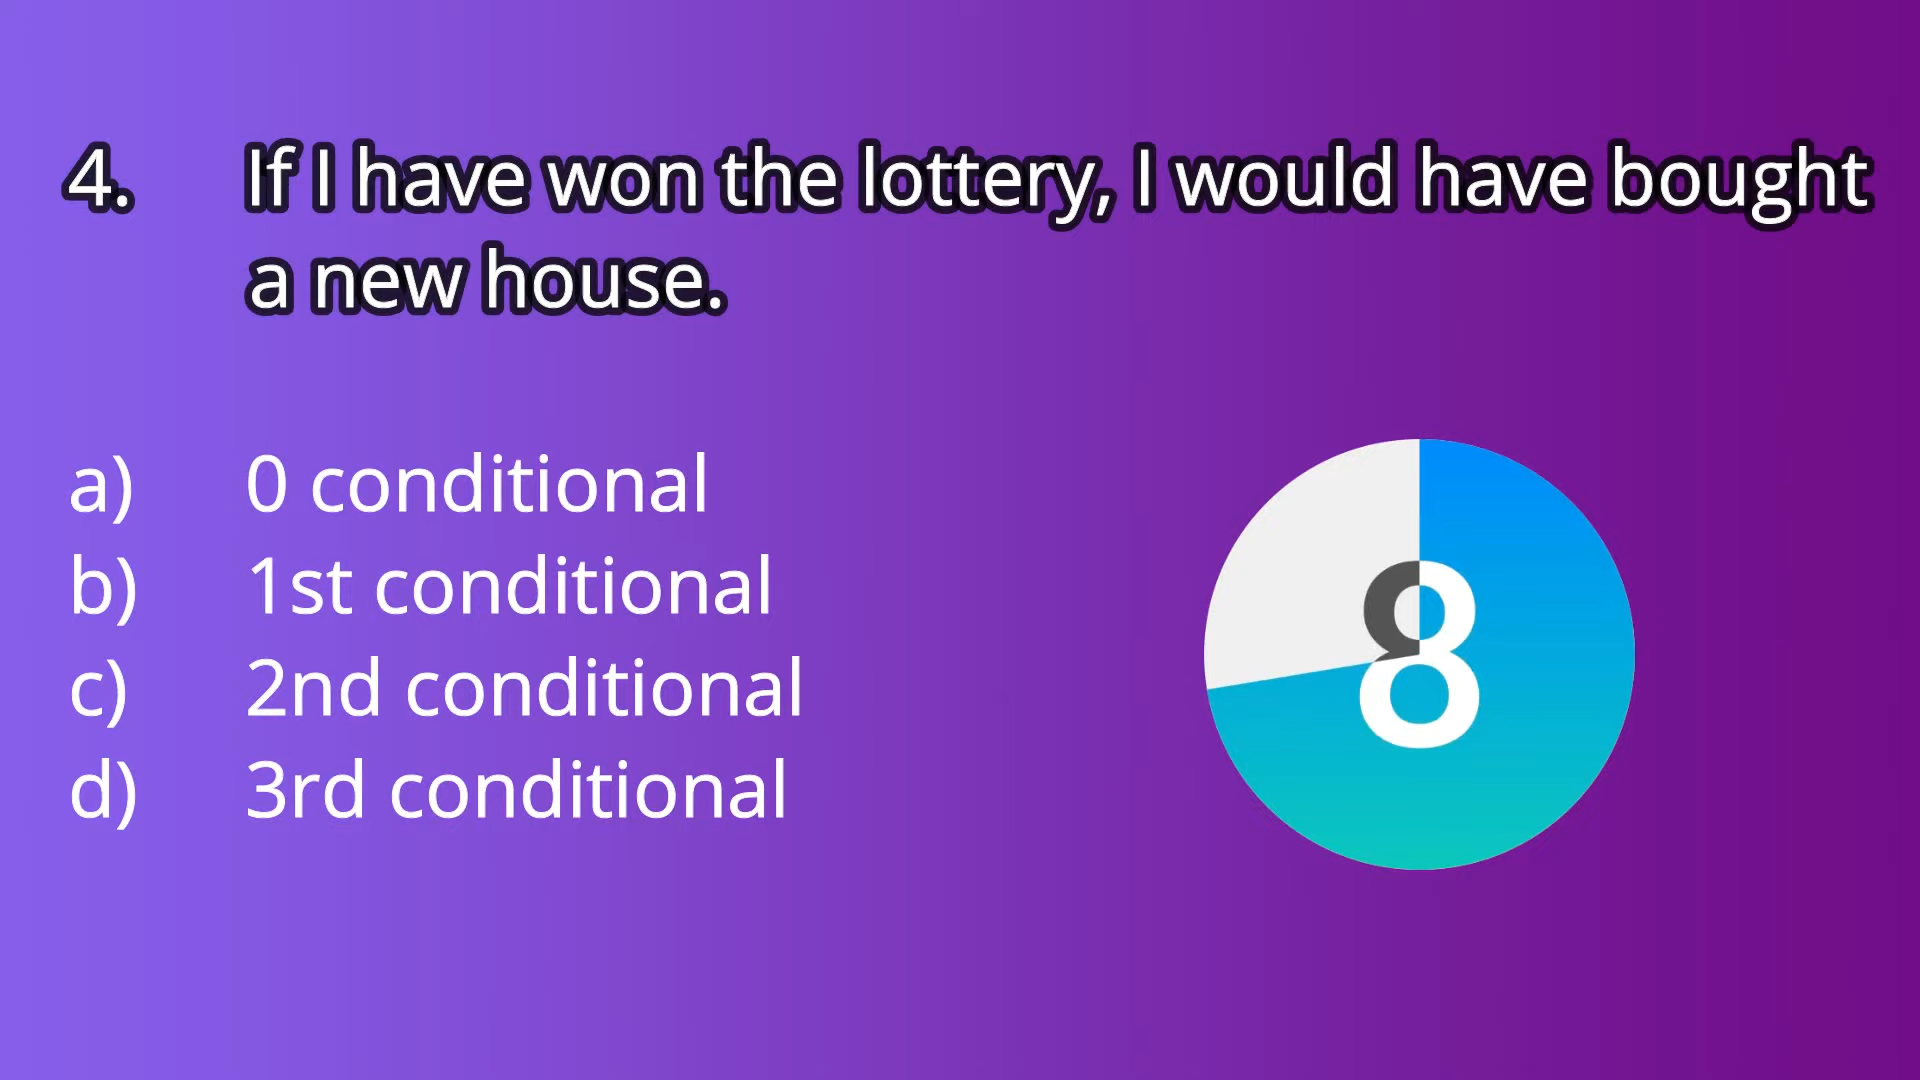 4. If I have won the lottery, I would have bought
a new house.
a) 0 conditional
b) 1st conditional
c) 2nd conditional
d) 3rd conditional
8